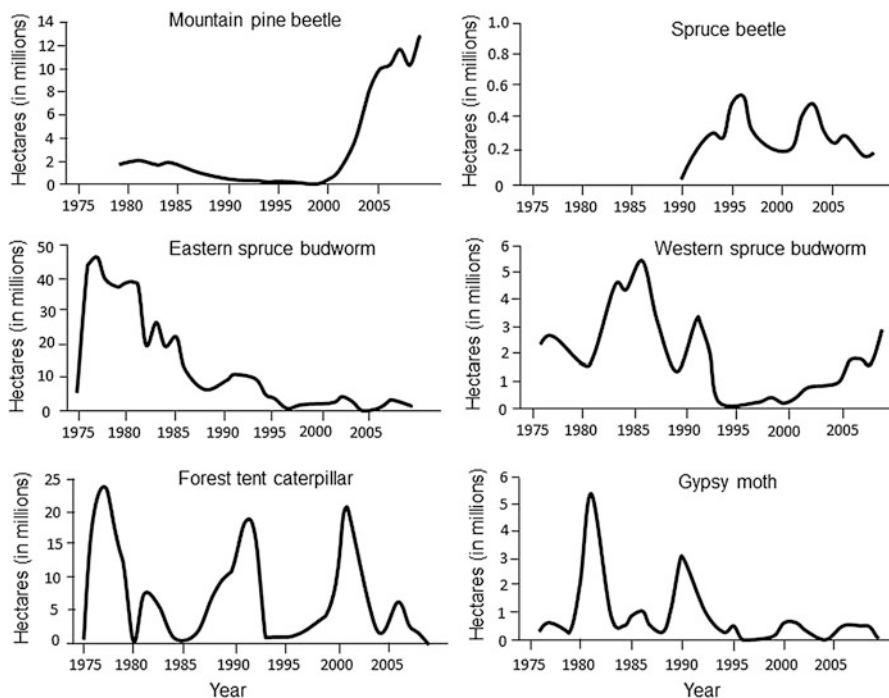 Mountain pine beetle
Hectares (in millions)
14
12
10
8
6
4
2
0
1975 1980 1985 1990 1995 2000 2005
Spruce beetle
Hectares (in millions)
1.0
0.8
0.6
0.4
0.2
0
1975 1980 1985 1990 1995 2000 2005
Eastern spruce budworm
Hectares (in millions)
50
40
30
20
10
0
1975 1980 1985 1990 1995 2000 2005
Western spruce budworm
Hectares (in millions)
6
5
4
3
2
1
0
1975 1980 1985 1990 1995 2000 2005
Forest tent caterpillar
Hectares (in millions)
25
20
15
10
5
0
1975 1980 1985 1990 1995 2000 2005
Year
Gypsy moth
Hectares (in millions)
6
5
4
3
2
1
0
1975 1980 1985 1990 1995 2000 2005
Year